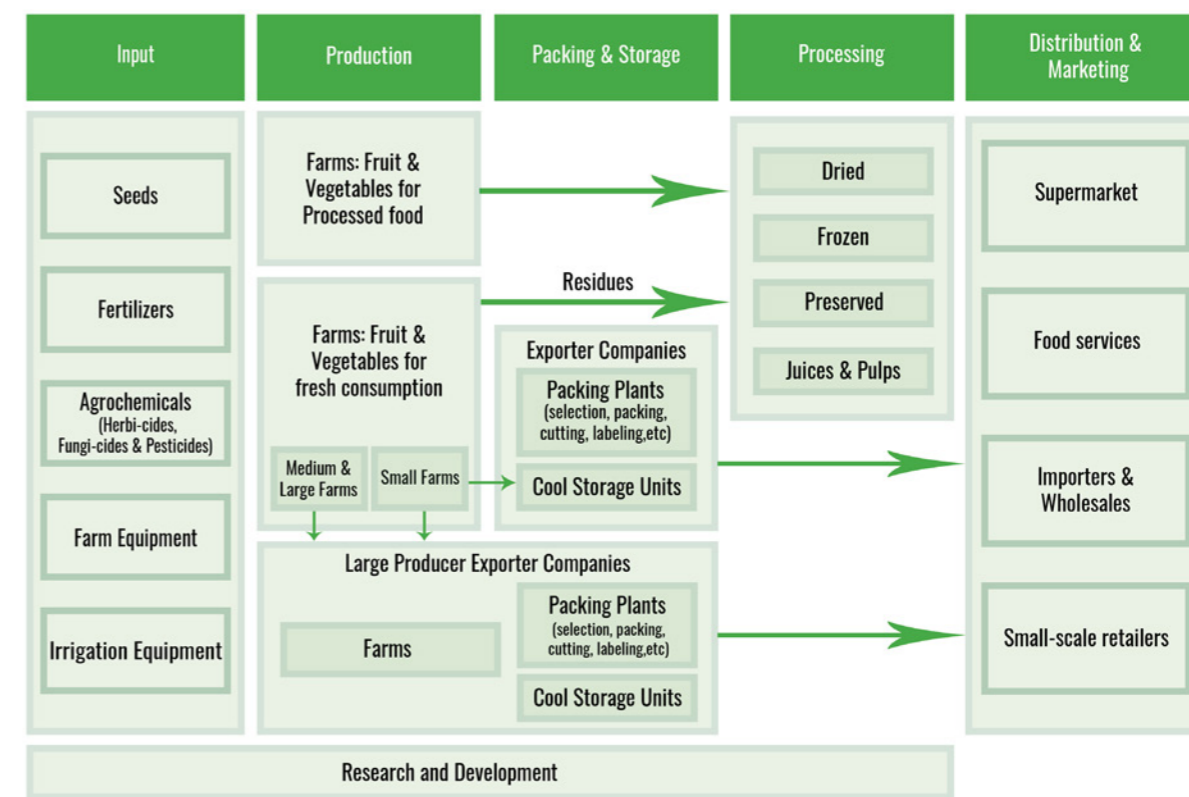 Input
Production
Packing & Storage
Processing
Distribution &
Marketing
Seeds
Fertilizers
Agrochemicals
(Herbi-cides,
Fungi-cides & Pesticides)
Farm Equipment
Irrigation Equipment
Farms: Fruit &
Vegetables for
Processed food
Farms: Fruit &
Vegetables for
fresh consumption
Medium &
Large Farms
Small Farms
Residues
Exporter Companies
Packing Plants
(selection, packing,
cutting, labeling,etc)
Cool Storage Units
Large Producer Exporter Companies
Farms
Packing Plants
(selection, packing,
cutting, labeling,etc)
Cool Storage Units
Dried
Frozen
Preserved
Juices & Pulps
Supermarket
Food services
Importers &
Wholesales
Small-scale retailers
Research and Development